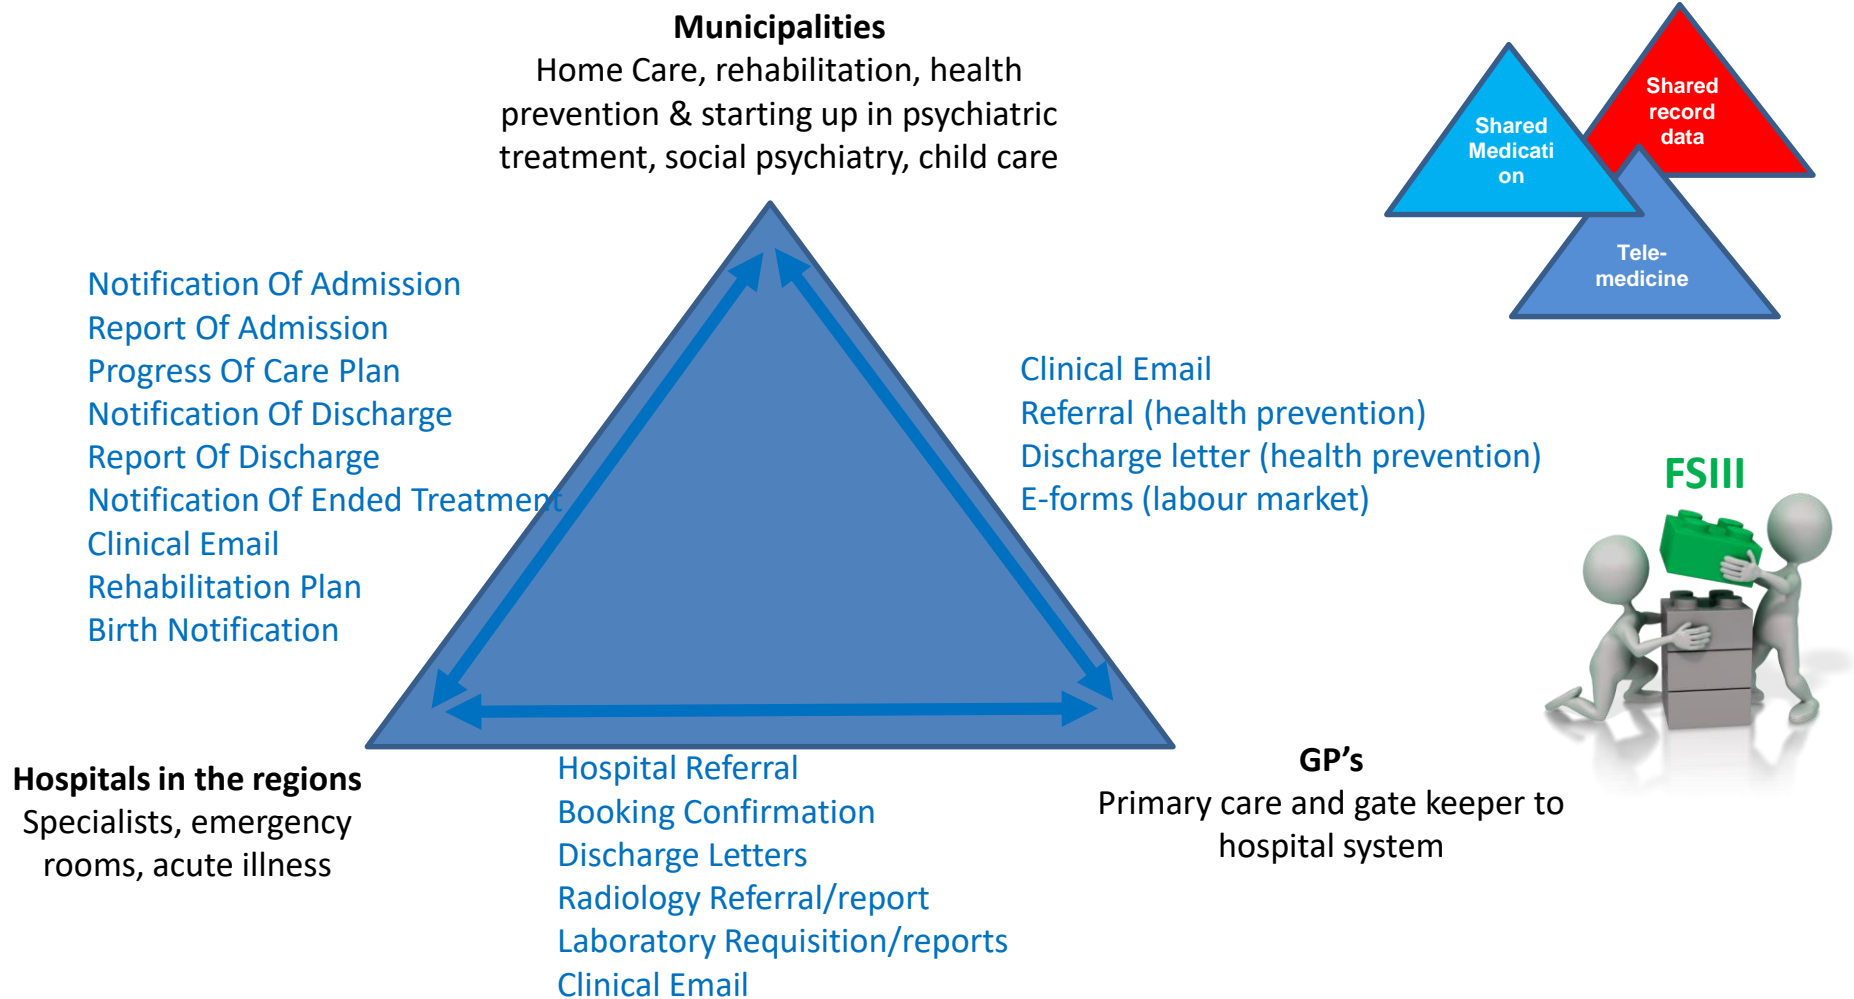 Municipalities
Home Care, rehabilitation, health
prevention & starting up in psychiatric
treatment, social psychiatry, child care
Shared
record
data
Shared
Medicati
on
Tele-
medicine
Notification Of Admission
Report Of Admission
Progress Of Care Plan
Notification Of Discharge
Report Of Discharge
Notification Of Ended Treatment
Clinical Email
Rehabilitation Plan
Birth Notification
Clinical Email
Referral (health prevention)
Discharge letter (health prevention)
E-forms (labour market)
FSIII
Hospitals in the regions
Specialists, emergency
rooms, acute illness
Hospital Referral
Booking Confirmation
Discharge Letters
Radiology Referral/report
Laboratory Requisition/reports
Clinical Email
GP’s
Primary care and gate keeper to
hospital system